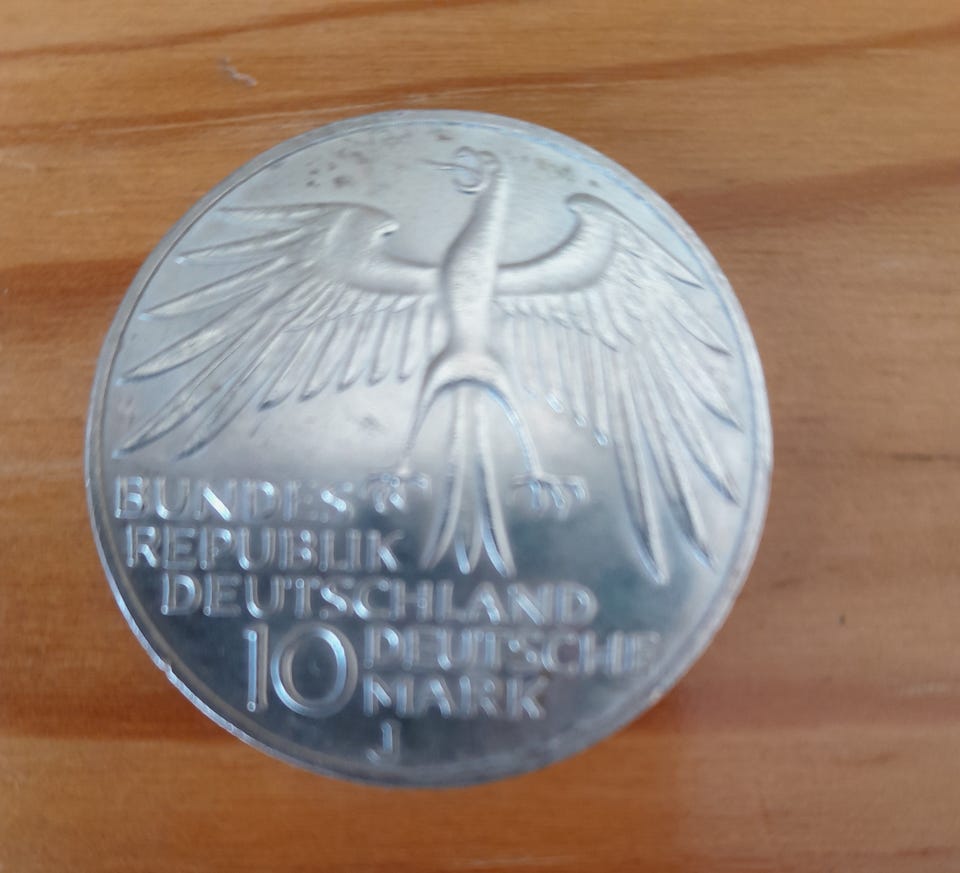 BUNDES
REPUBLIK
DEUTSCHLAND
10 DEUTSCHE
MARK
J